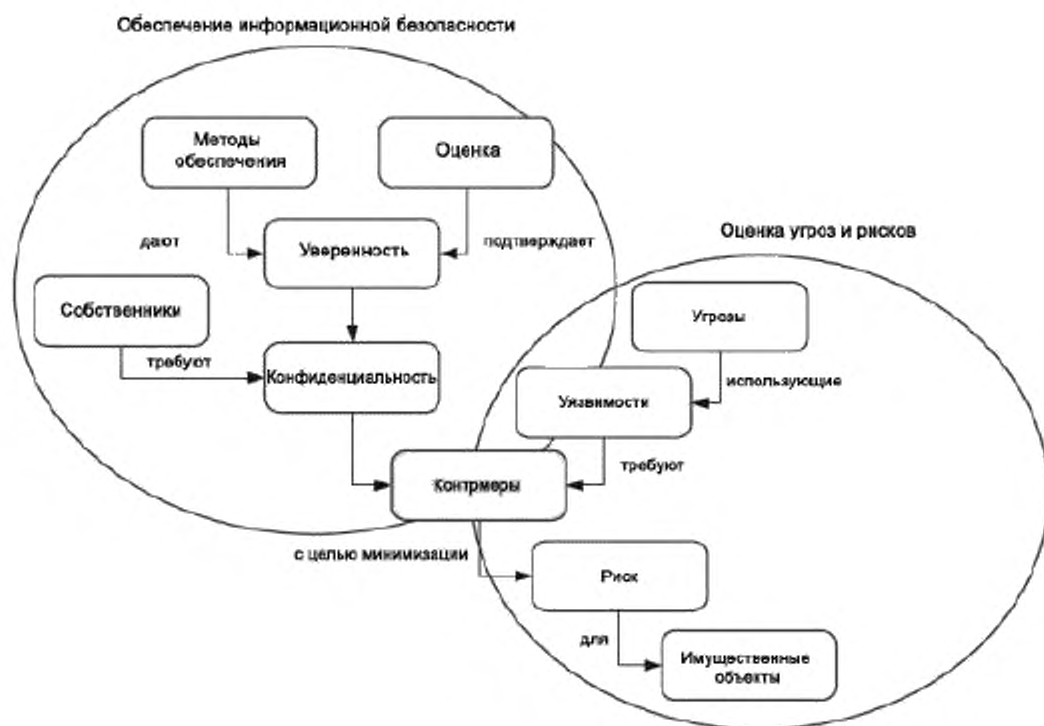 Обеспечение информационной безопасности
Методы
обеспечения
Оценка
дают
Уверенность
подтверждает
Оценка угроз и рисков
Собственники
Угрозы
требуют
Конфиденциальность
использующие
Уязвимости
требуют
Контрмеры
с целью минимизации
Риск
для
Имущественные
объекты